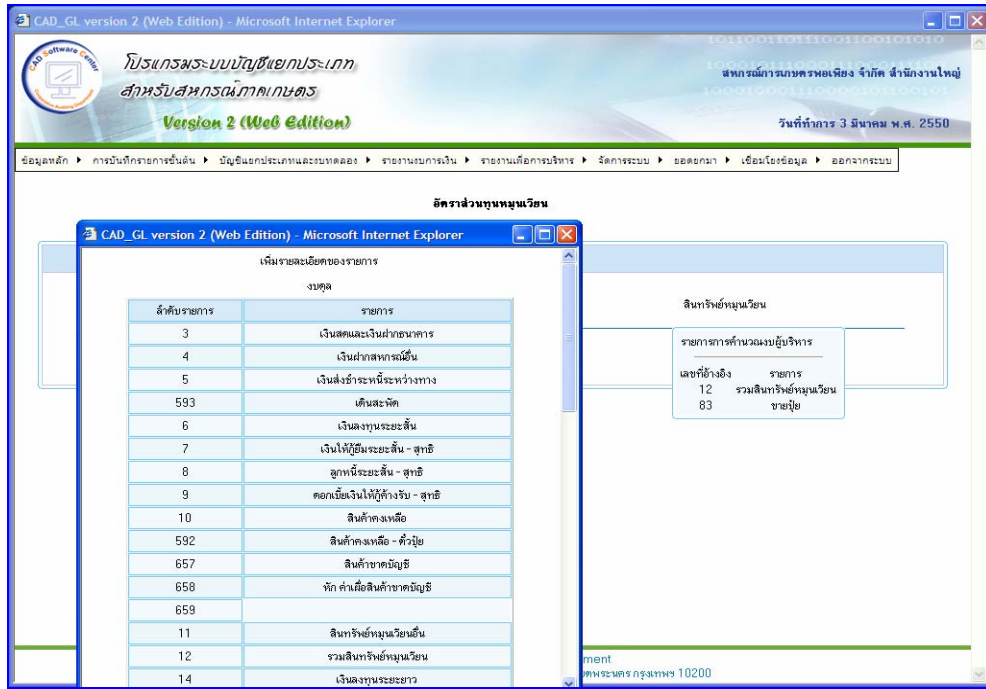 CAD_GL version 2 (Web Edition) - Microsoft Internet Explorer
CAD Software Center
โปรแกรมระบบบัญชีแยกประเภท
สำหรับสหกรณ์ภาคเกษตร
Version 2 (Web Edition)
สหกรณ์การเกษตรพอเพียง จำกัด สำนักงานใหญ่
วันที่ทำการ 3 มีนาคม พ.ศ. 2550
ข้อมูลหลัก การบันทึกรายการขั้นต้น บัญชีแยกประเภทและงบทดลอง รายงานงบการเงิน รายงานเพื่อการบริหาร จัดการระบบ ยอดยกมา เชื่อมโยงข้อมูล ออกจากระบบ
อัตราส่วนทุนหมุนเวียน
CAD_GL version 2 (Web Edition) - Microsoft Internet Explorer
เพิ่มรายละเอียดของรายการ
งบดุล
ลำดับรายการ รายการ
3 เงินสดและเงินฝากธนาคาร
4 เงินฝากสหกรณ์อื่น
5 เงินส่งชำระหนี้ระหว่างทาง
593 เดินสะพัด
6 เงินลงทุนระยะสั้น
7 เงินให้กู้ยืมระยะสั้น - สุทธิ
8 ลูกหนี้ระยะสั้น - สุทธิ
9 ดอกเบี้ยเงินให้กู้ค้างรับ - สุทธิ
10 สินค้าคงเหลือ
592 สินค้าคงเหลือ - ตั๋วปุ๋ย
657 สินค้าขาดบัญชี
658 หัก ค่าเผื่อสินค้าขาดบัญชี
659
11 สินทรัพย์หมุนเวียนอื่น
12 รวมสินทรัพย์หมุนเวียน
14 เงินลงทุนระยะยาว
สินทรัพย์หมุนเวียน
รายการการคำนวณงบผู้บริหาร
เลขที่อ้างอิง รายการ
12 รวมสินทรัพย์หมุนเวียน
83 ขายปุ๋ย
ment
กรุงเทพฯ 10200